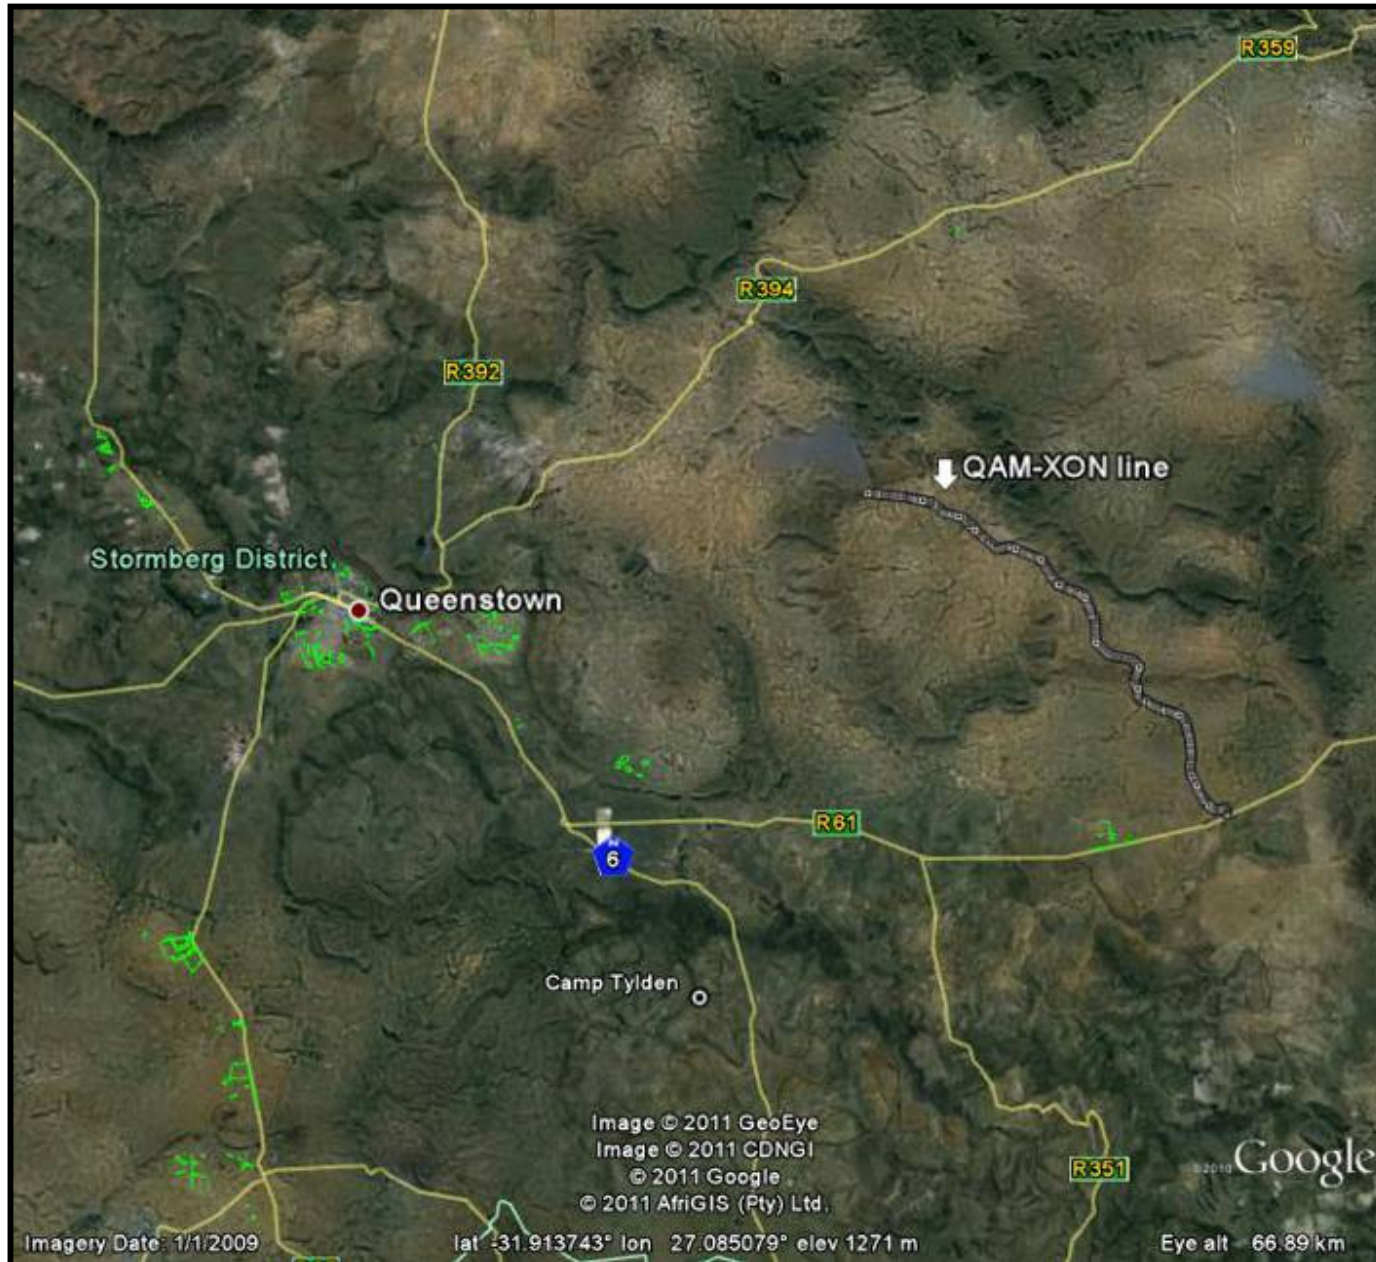 R359
R394
R392
QAM-XON line
Stormberg District
Queenstown
R61
N
6
Camp Tylden
Image © 2011 GeoEye
Image © 2011 CDNGI
© 2011 Google
© 2011 AfriGIS (Pty) Ltd.
R351
©2010 Google
Imagery Date: 1/1/2009 lat -31.913743° lon 27.085079° elev 1271 m Eye alt 66.89 km